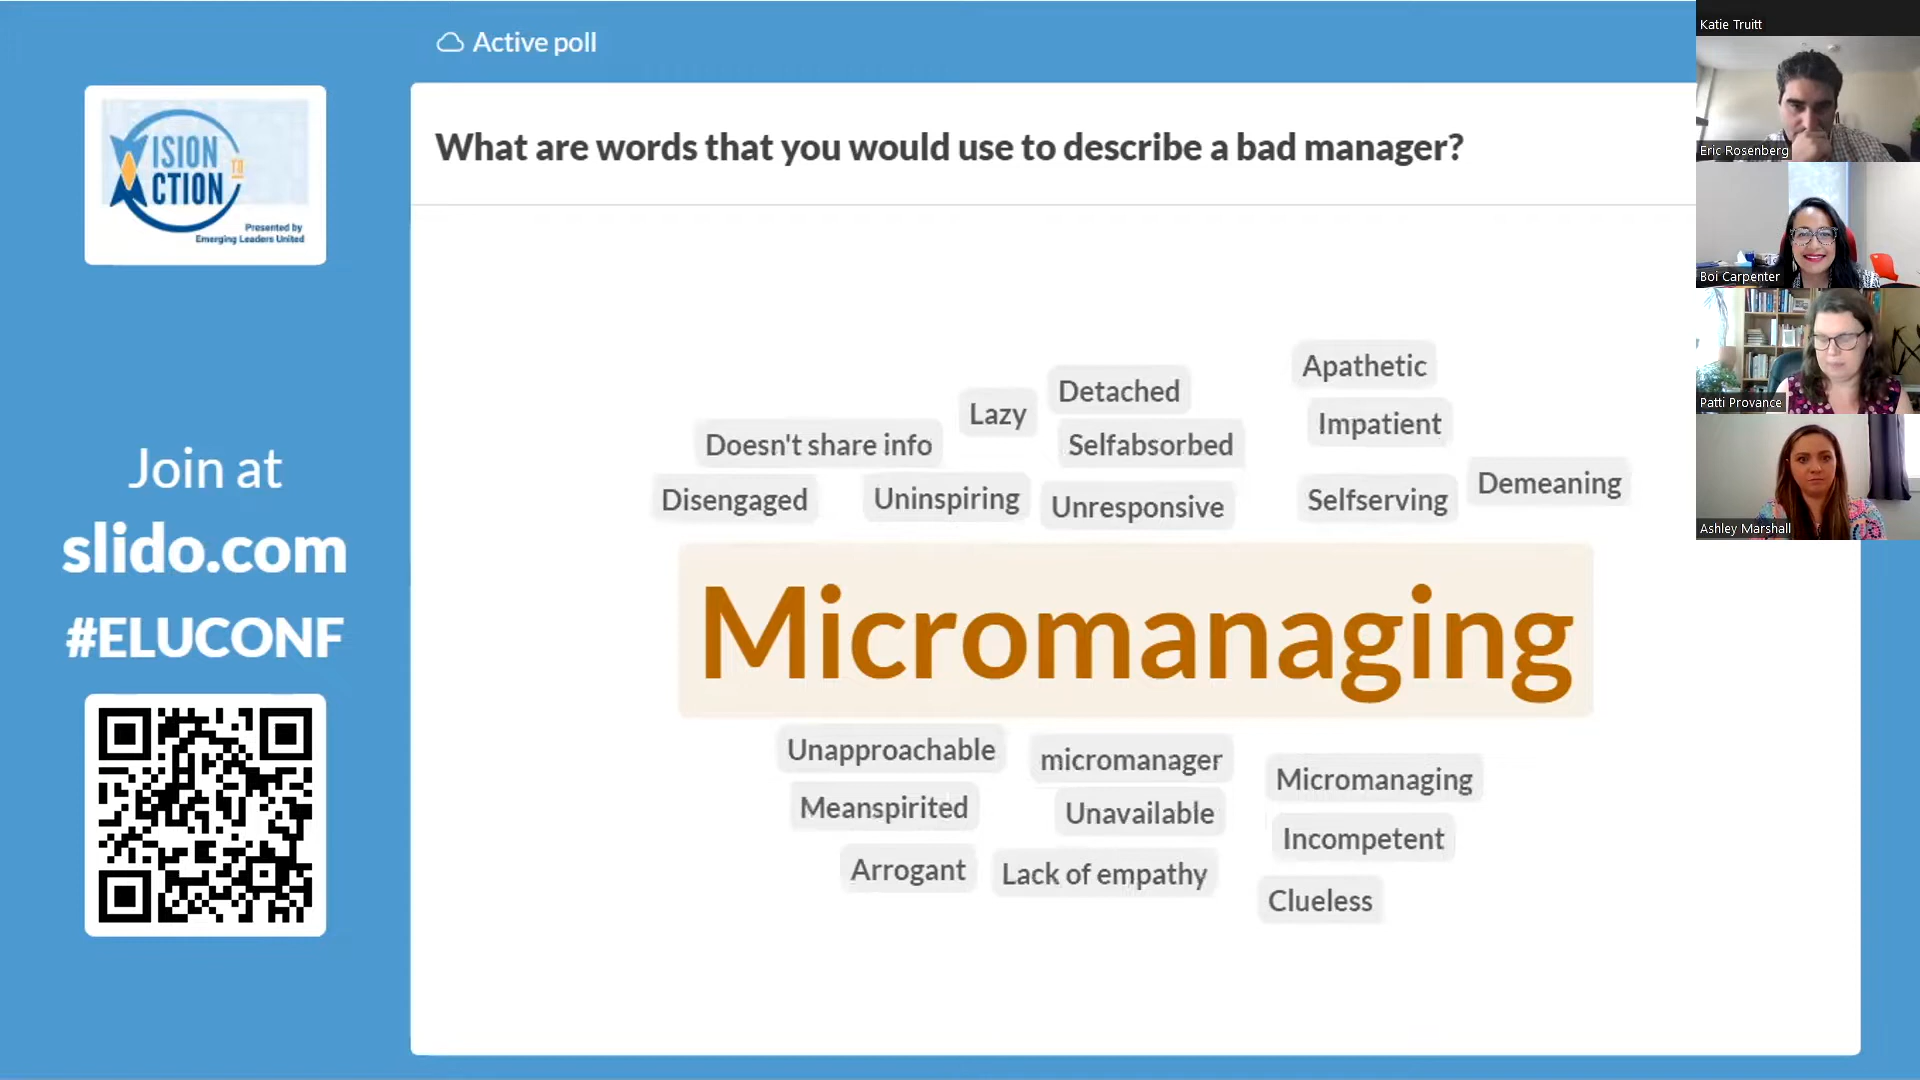 Active poll
VISION
TO
ACTION
Presented by
Emerging Leaders United
What are words that you would use to describe a bad manager?
Join at
slido.com
#ELUCONF
Apathetic
Detached
Lazy
Impatient
Doesn't share info
Selfabsorbed
Demeaning
Disengaged
Uninspiring
Unresponsive
Selfserving
Micromanaging
Unapproachable
micromanager
Micromanaging
Meanspirited
Unavailable
Incompetent
Arrogant
Lack of empathy
Clueless
Katie Truitt
Eric Rosenberg
Boi Carpenter
Patti Provance
Ashley Marshall